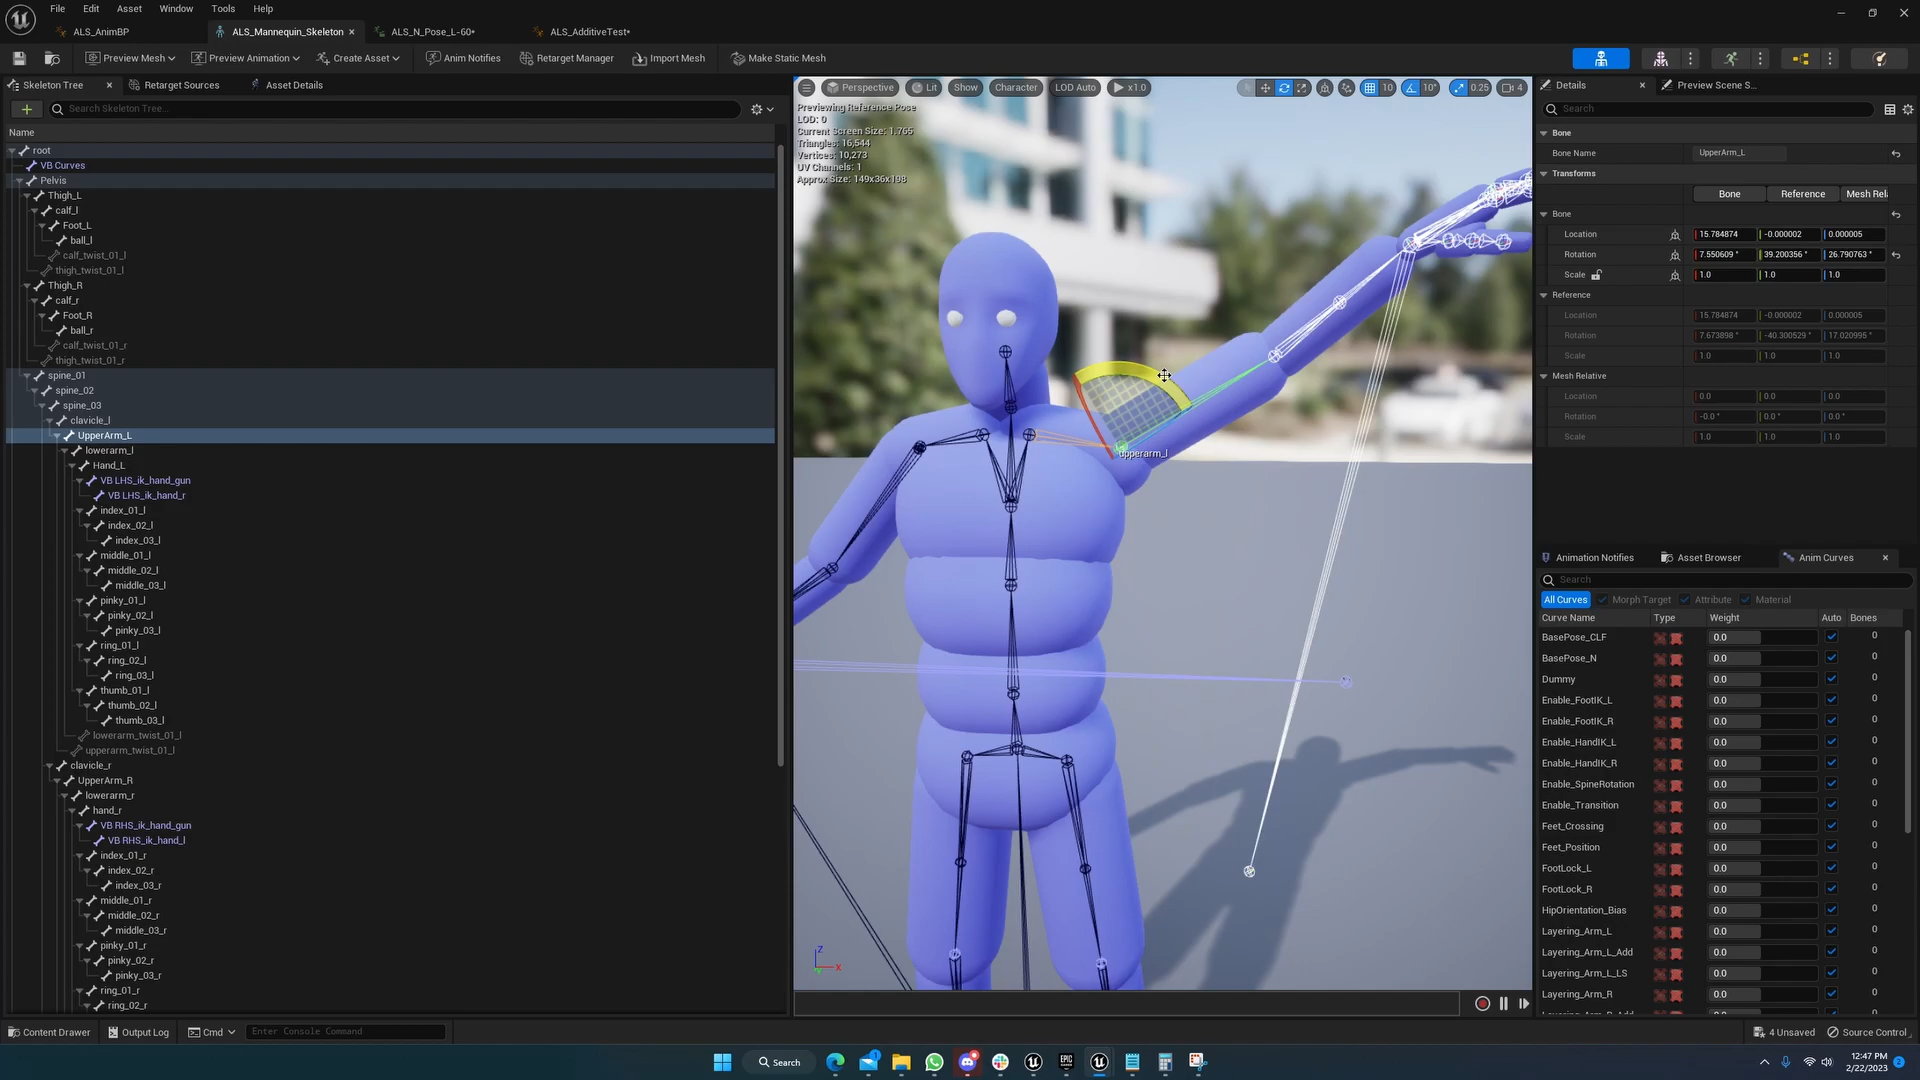 File Edit Asset Window Tools Help
ALS_AnimBP
ALS_Mannequin_Skeleton
ALS_N_Pose_L-60*
ALS_AdditiveTest*
Preview Mesh
Preview Animation
Create Asset
Anim Notifies
Retarget Manager
Import Mesh
Make Static Mesh
Skeleton Tree
Retarget Sources
Asset Details
Search Skeleton Tree...
Name
root
VB Curves
Pelvis
Thigh_L
calf_l
Foot_L
ball_l
calf_twist_01_l
thigh_twist_01_l
Thigh_R
calf_r
Foot_R
ball_r
calf_twist_01_r
thigh_twist_01_r
spine_01
spine_02
spine_03
clavicle_l
UpperArm_L
lowerarm_l
Hand_L
VB LHS_ik_hand_gun
VB LHS_ik_hand_r
index_01_l
index_02_l
index_03_l
middle_01_l
middle_02_l
middle_03_l
pinky_01_l
pinky_02_l
pinky_03_l
ring_01_l
ring_02_l
ring_03_l
thumb_01_l
thumb_02_l
thumb_03_l
lowerarm_twist_01_l
upperarm_twist_01_l
clavicle_r
UpperArm_R
lowerarm_r
hand_r
VB RHS_ik_hand_gun
VB RHS_ik_hand_l
index_01_r
index_02_r
index_03_r
middle_01_r
middle_02_r
middle_03_r
pinky_01_r
pinky_02_r
pinky_03_r
ring_01_r
ring_02_r
Perspective Lit Show Character LOD Auto x1.0
10 10° 0.25 4
Previewing Reference Pose
LOD: 0
Current Screen Size: 1.765
Triangles: 16,544
Vertices: 10,273
UV Channels: 1
Approx Size: 149x36x198
upperarm_l
Z
X
Details
Preview Scene S...
Search
Bone
Bone Name UpperArm_L
Transforms
Bone Reference Mesh Rela
Bone
Location 15.784874 -0.000002 0.000005
Rotation 7.550609 ° 39.200356 ° 26.790763 °
Scale 1.0 1.0 1.0
Reference
Location 15.784874 -0.000002 0.000005
Rotation 7.673898 ° -40.300529 ° 17.020995 °
Scale 1.0 1.0 1.0
Mesh Relative
Location 0.0 0.0 0.0
Rotation -0.0 ° 0.0 ° 0.0 °
Scale 1.0 1.0 1.0
Animation Notifies
Asset Browser
Anim Curves
Search
All Curves Morph Target Attribute Material
Curve Name Type Weight Auto Bones
BasePose_CLF 0.0 0
BasePose_N 0.0 0
Dummy 0.0 0
Enable_FootIK_L 0.0 0
Enable_FootIK_R 0.0 0
Enable_HandIK_L 0.0 0
Enable_HandIK_R 0.0 0
Enable_SpineRotation 0.0 0
Enable_Transition 0.0 0
Feet_Crossing 0.0 0
Feet_Position 0.0 0
FootLock_L 0.0 0
FootLock_R 0.0 0
HipOrientation_Bias 0.0 0
Layering_Arm_L 0.0 0
Layering_Arm_L_Add 0.0 0
Layering_Arm_L_LS 0.0 0
Layering_Arm_R 0.0 0
Content Drawer
Output Log
Cmd
Enter Console Command
4 Unsaved
Source Control
Search
12:47 PM
2/22/2023